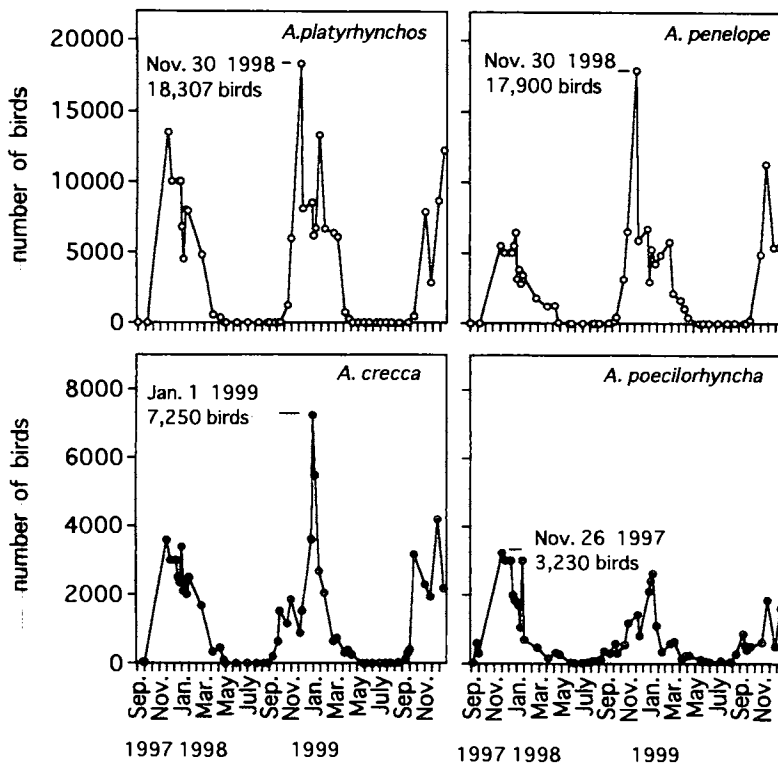 A.platyrhynchos
Nov. 30 1998
18,307 birds
number of birds
20000
15000
10000
5000
0
A. penelope
Nov. 30 1998
17,900 birds
A. crecca
Jan. 1 1999
7,250 birds
number of birds
8000
6000
4000
2000
0
A. poecilorhyncha
Nov. 26 1997
3,230 birds
Sep. Nov. Jan. Mar. May July Sep. Nov. Jan. Mar. May July Sep. Nov.
1997 1998 1999
Sep. Nov. Jan. Mar. May July Sep. Nov. Jan. Mar. May July Sep. Nov.
1997 1998 1999